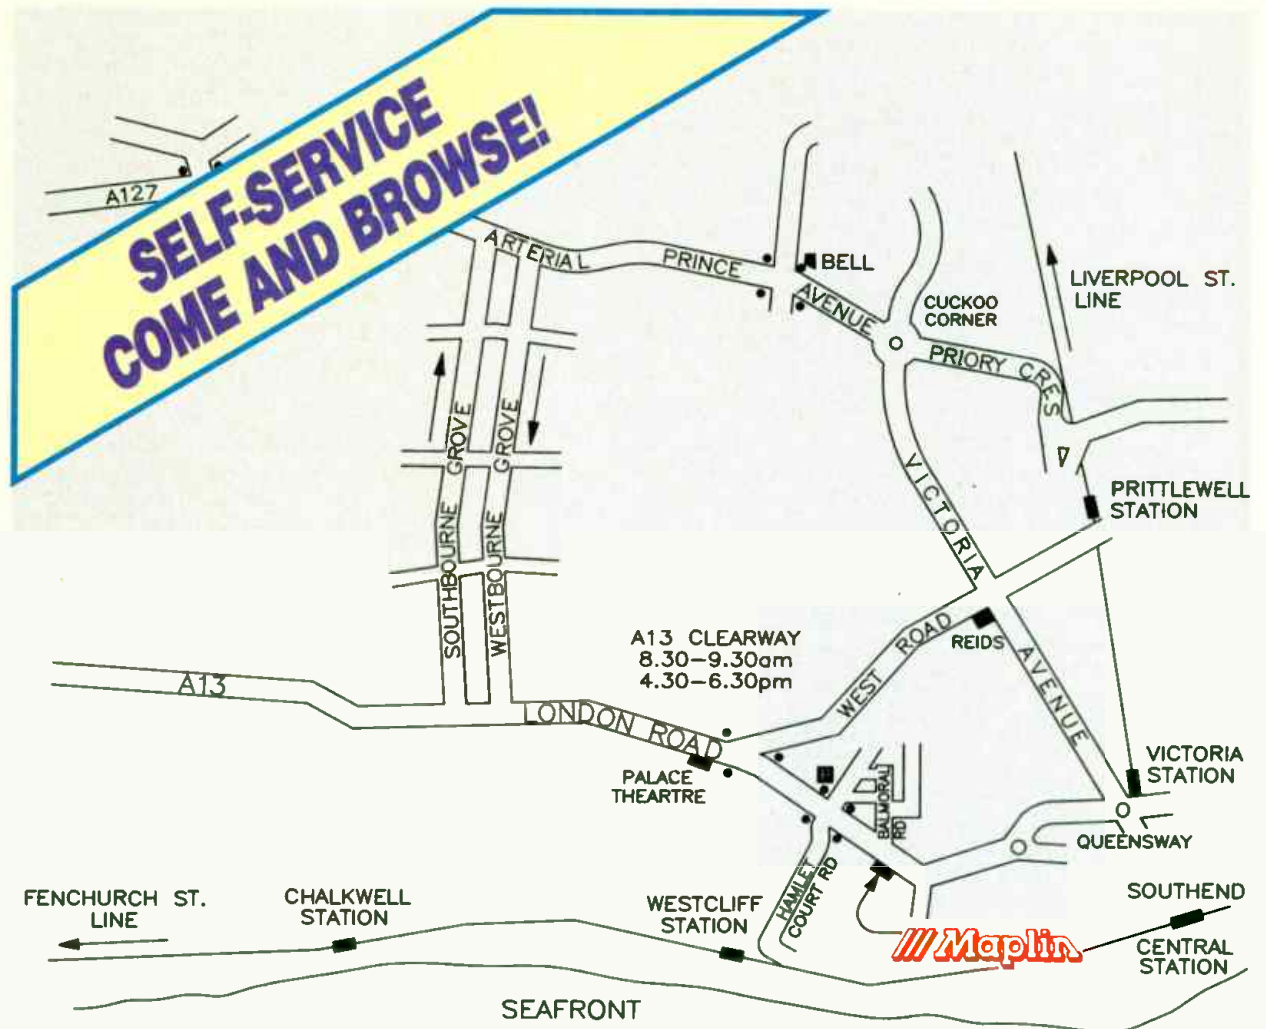 SELF-SERVICE
COME AND BROWSE!
A127
ARTERIAL
PRINCE
AVENUE
BELL
CUCKOO
CORNER
LIVERPOOL ST.
LINE
PRIORY CRES
SOUTHBOURNE GROVE
WESTBOURNE GROVE
VICTORIA
AVENUE
PRITTLEWELL
STATION
A13 CLEARWAY
8.30-9.30am
4.30-6.30pm
WEST ROAD
REIDS
A13
LONDON ROAD
PALACE
THEARTRE
BALMORAL
RD
VICTORIA
STATION
QUEENSWAY
HAMLET
COURT RD
FENCHURCH ST.
LINE
CHALKWELL
STATION
WESTCLIFF
STATION
Maplin
SOUTHEND
CENTRAL
STATION
SEAFRONT